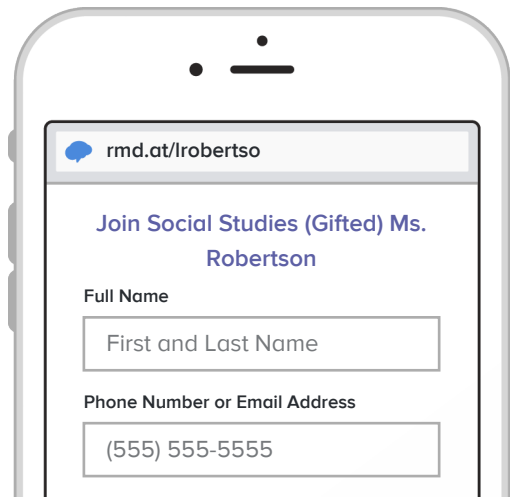 rmd.at/lrobertso
Join Social Studies (Gifted) Ms.
Robertson
Full Name
First and Last Name
Phone Number or Email Address
(555) 555-5555